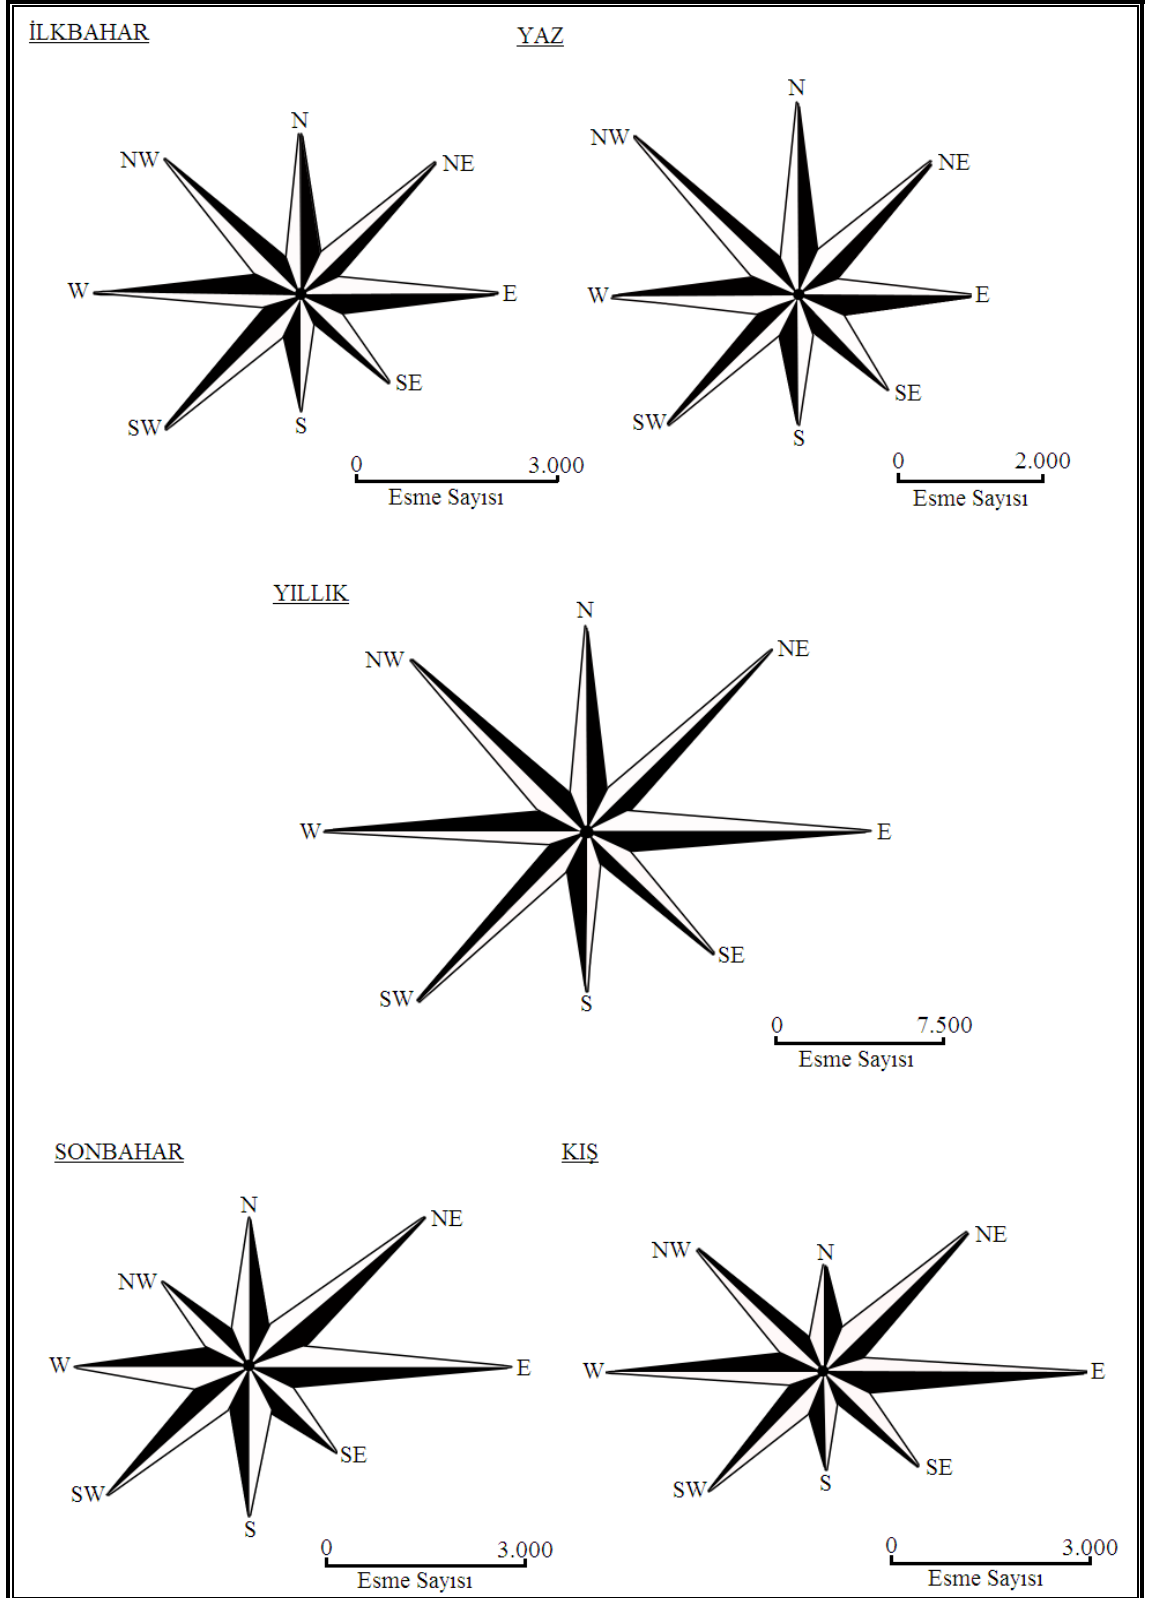 İLKBAHAR
N
NW
NE
W
E
SW
SE
S
0 3.000
Esme Sayısı
YAZ
N
NW
NE
W
E
SW
SE
S
0 2.000
Esme Sayısı
YILLIK
N
NW
NE
W
E
SW
SE
S
0 7.500
Esme Sayısı
SONBAHAR
N
NW
NE
W
E
SW
SE
S
0 3.000
Esme Sayısı
KIŞ
N
NW
NE
W
E
SW
SE
S
0 3.000
Esme Sayısı